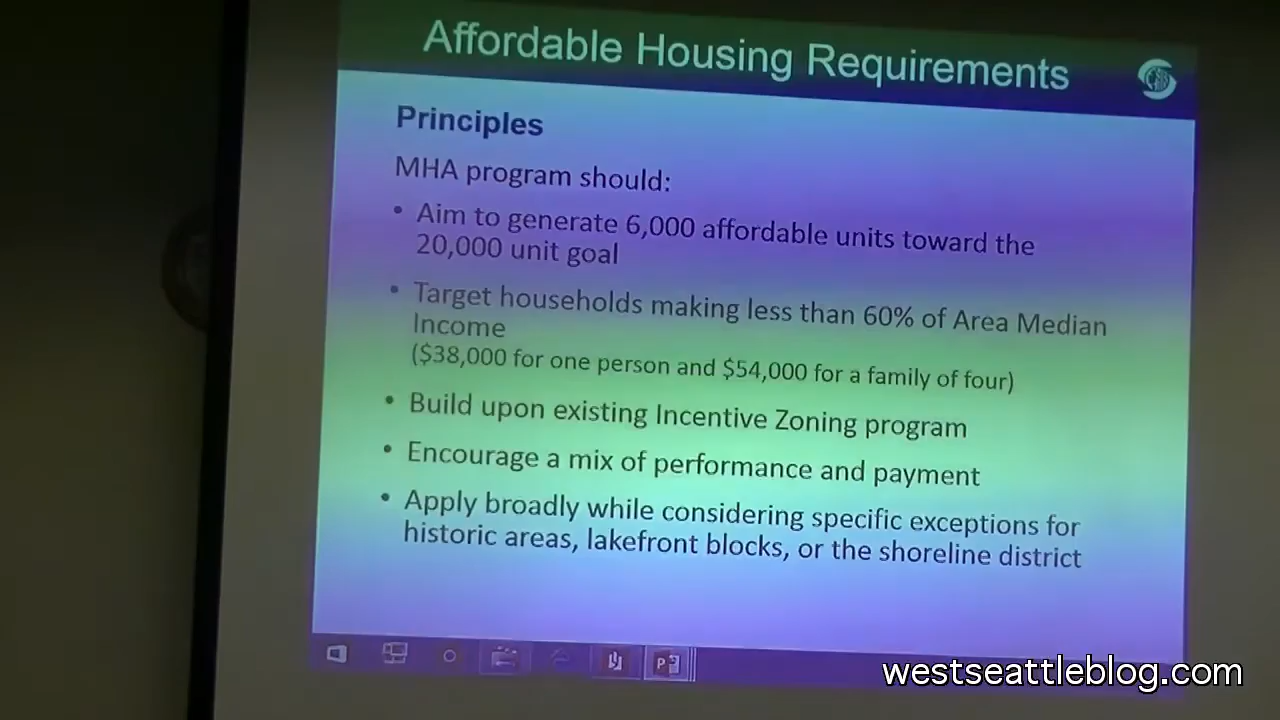 Affordable Housing Requirements
Principles
MHA program should:
• Aim to generate 6,000 affordable units toward the
20,000 unit goal
• Target households making less than 60% of Area Median
Income
($38,000 for one person and $54,000 for a family of four)
• Build upon existing Incentive Zoning program
• Encourage a mix of performance and payment
• Apply broadly while considering specific exceptions for
historic areas, lakefront blocks, or the shoreline district
westseattleblog.com